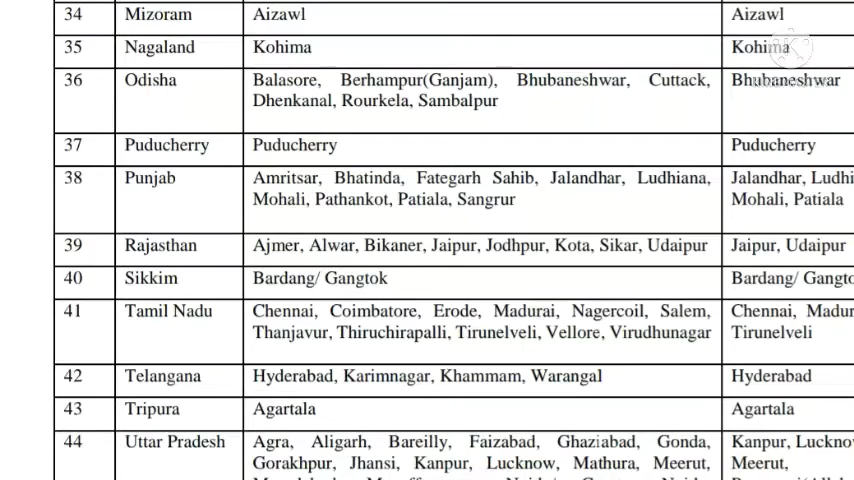 34 Mizoram Aizawl Aizawl
35 Nagaland Kohima Kohima
36 Odisha Balasore, Berhampur(Ganjam), Bhubaneshwar, Cuttack, Bhubaneshwar
Dhenkanal, Rourkela, Sambalpur
37 Puducherry Puducherry Puducherry
38 Punjab Amritsar, Bhatinda, Fategarh Sahib, Jalandhar, Ludhiana, Jalandhar, Ludhi
Mohali, Pathankot, Patiala, Sangrur Mohali, Patiala
39 Rajasthan Ajmer, Alwar, Bikaner, Jaipur, Jodhpur, Kota, Sikar, Udaipur Jaipur, Udaipur
40 Sikkim Bardang/ Gangtok Bardang/ Gangto
41 Tamil Nadu Chennai, Coimbatore, Erode, Madurai, Nagercoil, Salem, Chennai, Madur
Thanjavur, Thiruchirapalli, Tirunelveli, Vellore, Virudhunagar Tirunelveli
42 Telangana Hyderabad, Karimnagar, Khammam, Warangal Hyderabad
43 Tripura Agartala Agartala
44 Uttar Pradesh Agra, Aligarh, Bareilly, Faizabad, Ghaziabad, Gonda, Kanpur, Luckno
Gorakhpur, Jhansi, Kanpur, Lucknow, Mathura, Meerut, Meerut,